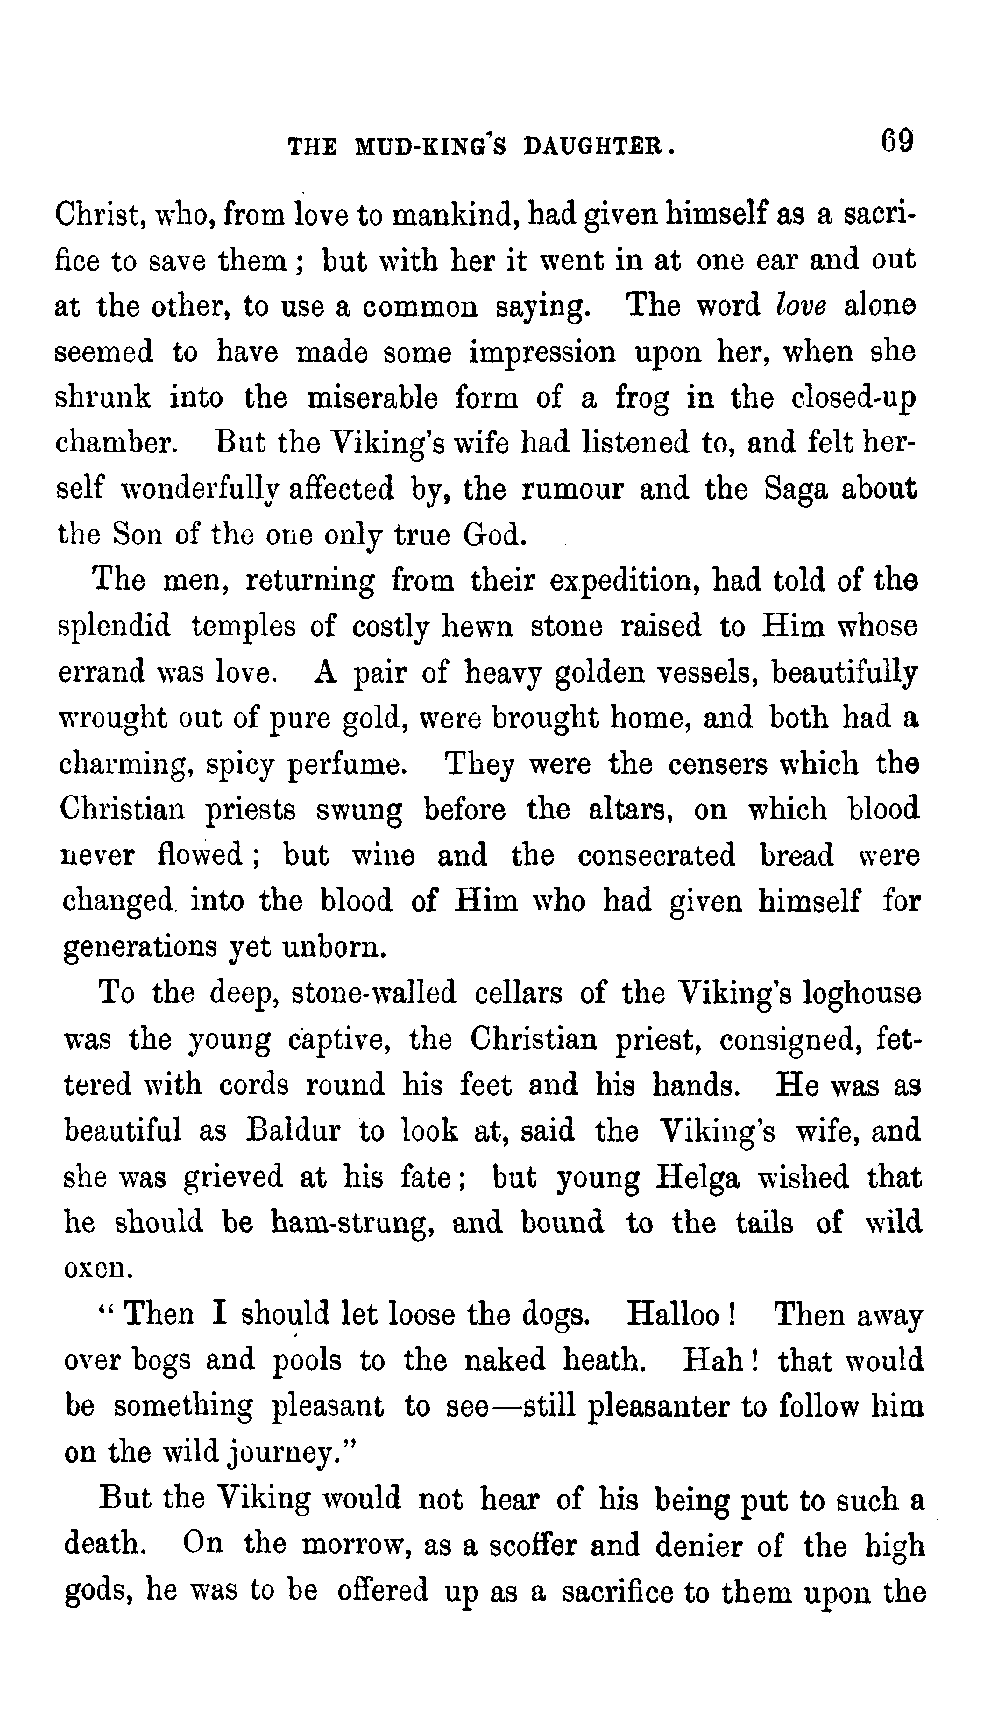 THE MUD-KING'S DAUGHTER. 69
Christ, who, from love to mankind, had given himself as a sacri-
fice to save them; but with her it went in at one ear and out
at the other, to use a common saying. The word love alone
seemed to have made some impression upon her, when she
shrunk into the miserable form of a frog in the closed-up
chamber. But the Viking's wife had listened to, and felt her-
self wonderfully affected by, the rumour and the Saga about
the Son of the one only true God.
The men, returning from their expedition, had told of the
splendid temples of costly hewn stone raised to Him whose
errand was love. A pair of heavy golden vessels, beautifully
wrought out of pure gold, were brought home, and both had a
charming, spicy perfume. They were the censers which the
Christian priests swung before the altars, on which blood
never flowed; but wine and the consecrated bread were
changed into the blood of Him who had given himself for
generations yet unborn.
To the deep, stone-walled cellars of the Viking's loghouse
was the young captive, the Christian priest, consigned, fet-
tered with cords round his feet and his hands. He was as
beautiful as Baldur to look at, said the Viking's wife, and
she was grieved at his fate; but young Helga wished that
he should be ham-strung, and bound to the tails of wild
oxen.
"Then I should let loose the dogs. Halloo! Then away
over bogs and pools to the naked heath. Hah! that would
be something pleasant to see—still pleasanter to follow him
on the wild journey."
But the Viking would not hear of his being put to such a
death. On the morrow, as a scoffer and denier of the high
gods, he was to be offered up as a sacrifice to them upon the